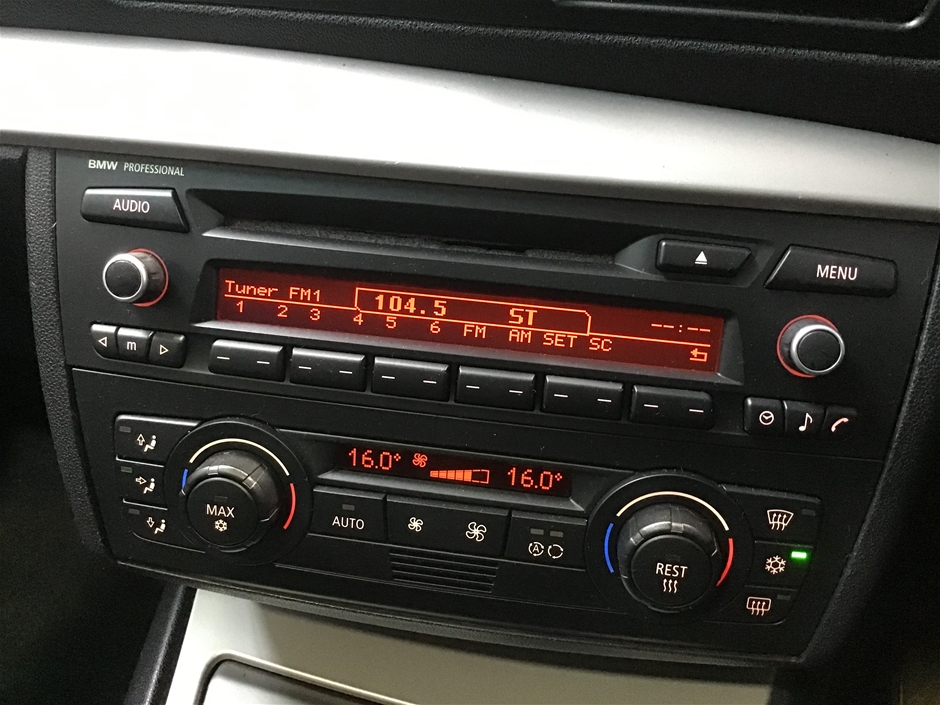 BMW PROFESSIONAL
AUDIO
MENU
Tuner FM1 104.5 ST --:--
1 2 3 4 5 6 FM AM SET SC
m
16.0° 16.0°
MAX
AUTO
A
REST